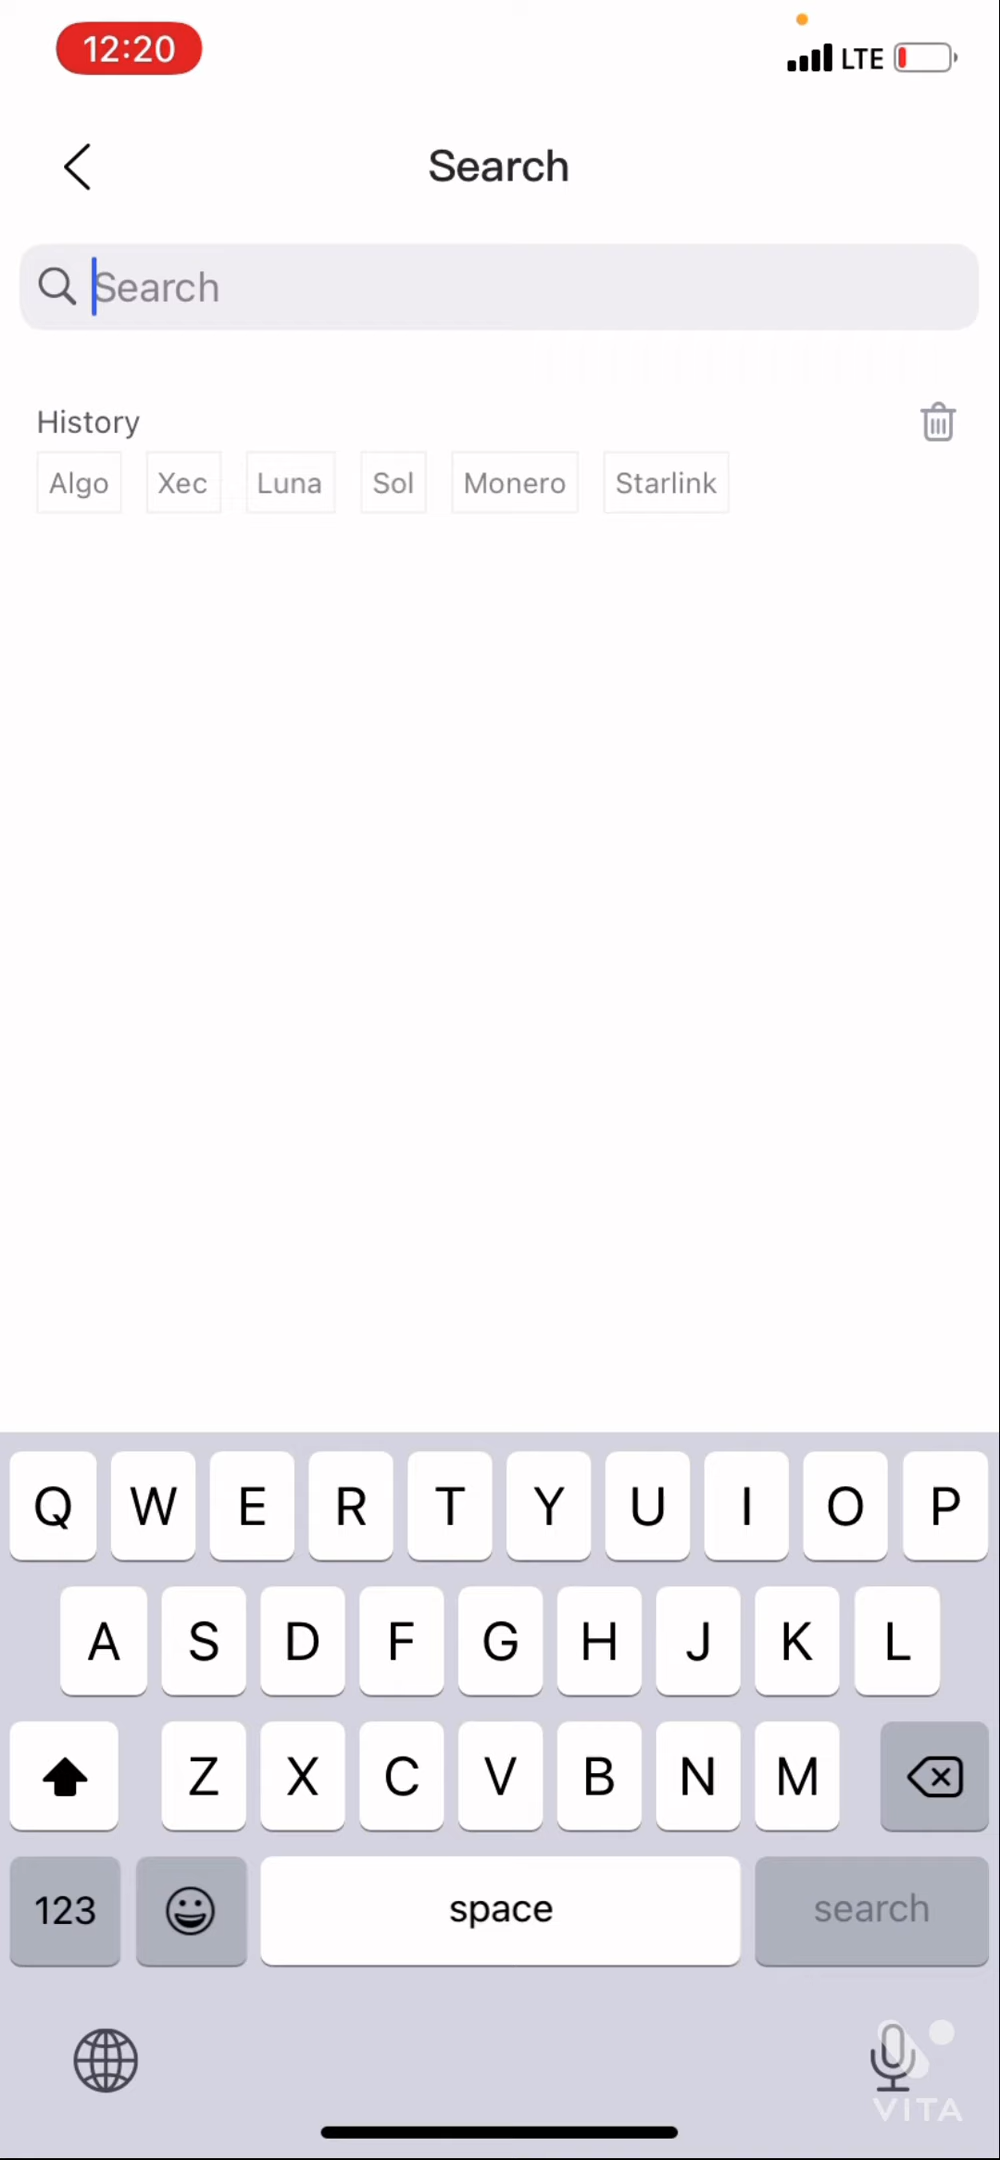 12:20 LTE
Search
Search
History
Algo Xec Luna Sol Monero Starlink
Q W E R T Y U I O P
A S D F G H J K L
Z X C V B N M
123 space search
VITA